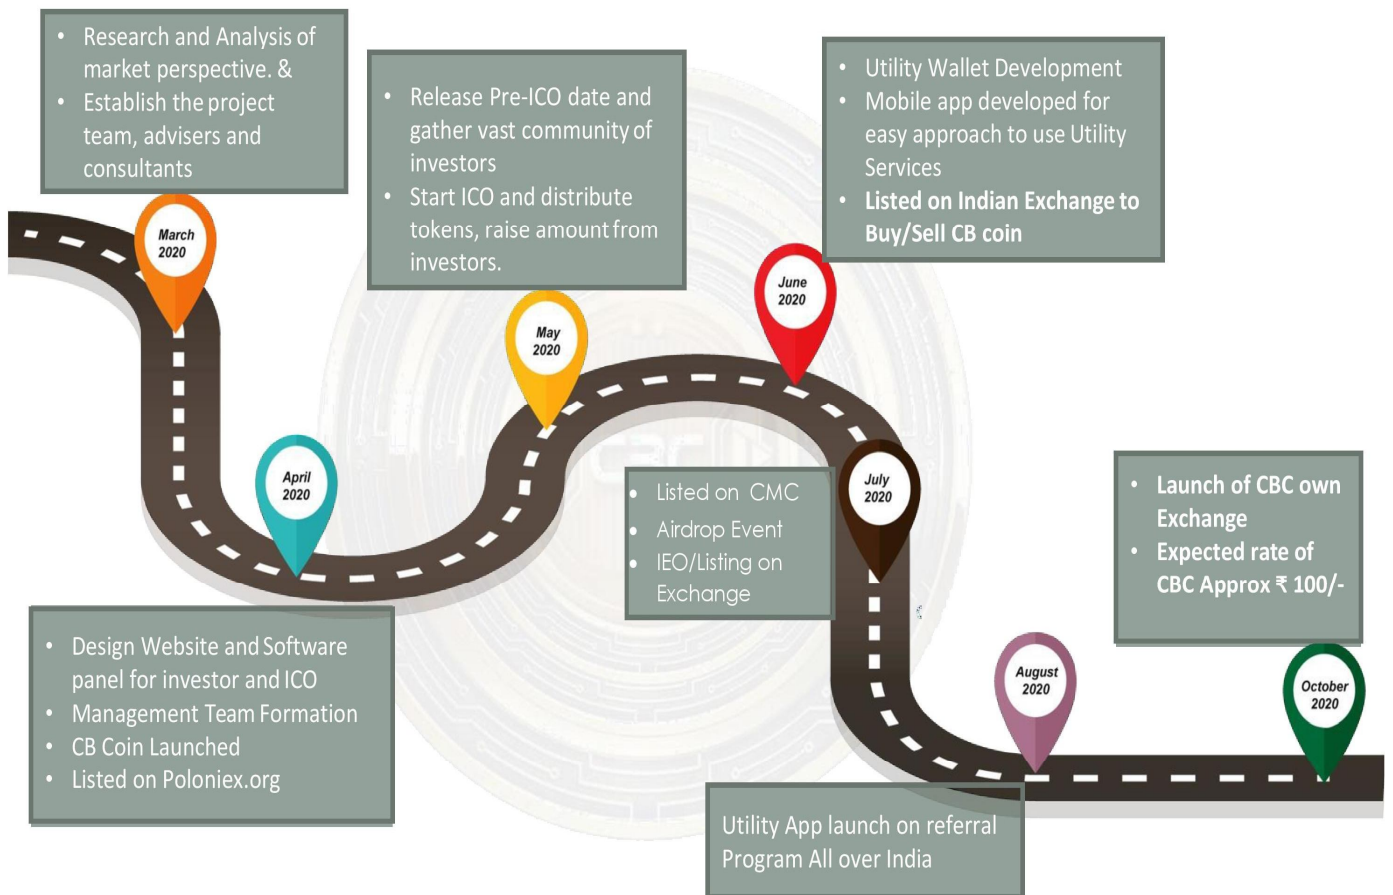 • Research and Analysis of
market perspective. &
• Establish the project
team, advisers and
consultants
March
2020
• Release Pre-ICO date and
gather vast community of
investors
• Start ICO and distribute
tokens, raise amount from
investors.
May
2020
• Utility Wallet Development
• Mobile app developed for
easy approach to use Utility
Services
• Listed on Indian Exchange to
Buy/Sell CB coin
June
2020
April
2020
• Design Website and Software
panel for investor and ICO
• Management Team Formation
• CB Coin Launched
• Listed on Poloniex.org
CBC
• Listed on CMC
• Airdrop Event
• IEO/Listing on
Exchange
July
2020
Utility App launch on referral
Program All over India
August
2020
• Launch of CBC own
Exchange
• Expected rate of
CBC Approx ₹ 100/-
October
2020